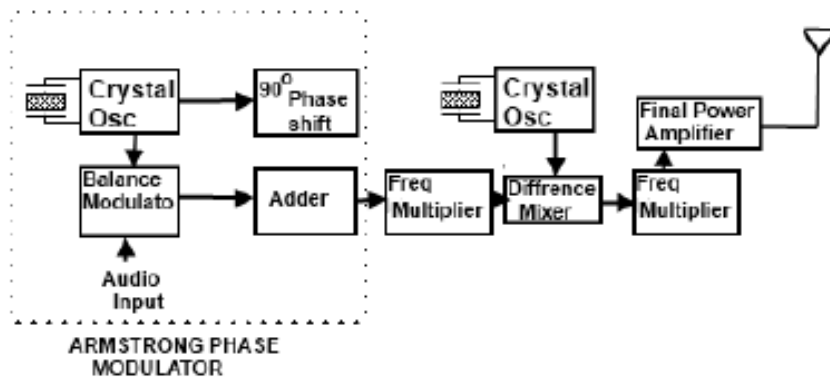 Crystal
Osc
90°Phase
shift
Crystal
Osc
Final Power
Amplifier
Balance
Modulato
Adder
Freq
Multiplier
Diffrence
Mixer
Freq
Multiplier
Audio
Input
ARMSTRONG PHASE
MODULATOR